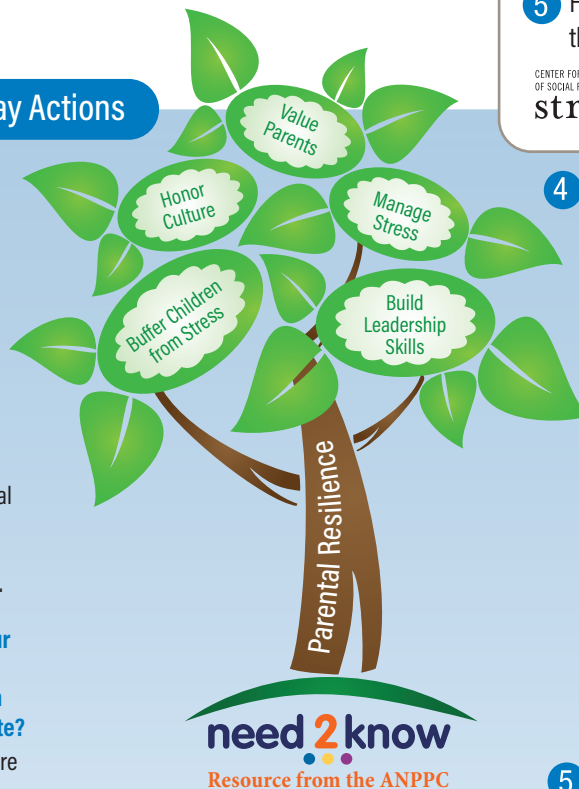 ay Actions
5
CENTER FOR
OF SOCIAL
str
4
Value
Parents
Honor
Culture
Manage
Stress
Buffer Children
from Stress
Build
Leadership
Skills
al
Parental Resilience
ur
te?
re
need 2 know
Resource from the ANPPC
5